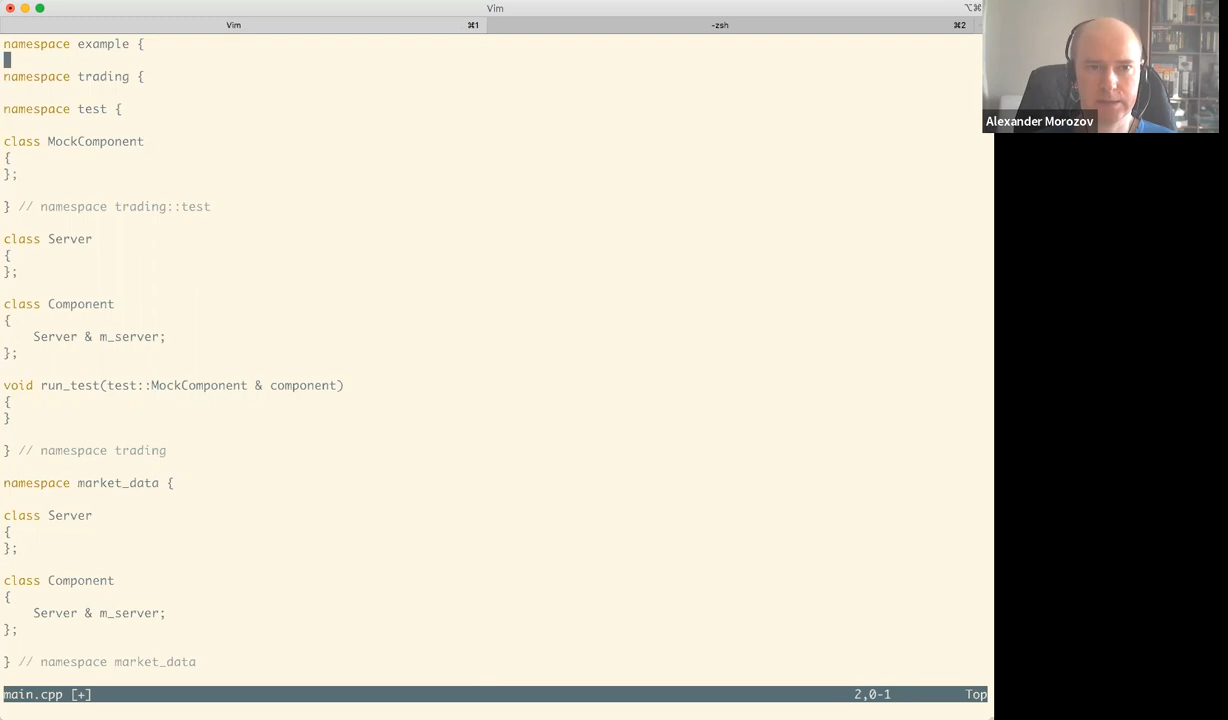 Vim
⌥⌘
Vim ⌘1 -zsh ⌘2
Alexander Morozov
namespace example {
namespace trading {
namespace test {
class MockComponent
{
};
} // namespace trading::test
class Server
{
};
class Component
{
Server & m_server;
};
void run_test(test::MockComponent & component)
{
}
} // namespace trading
namespace market_data {
class Server
{
};
class Component
{
Server & m_server;
};
} // namespace market_data
main.cpp [+] 2,0-1 Top